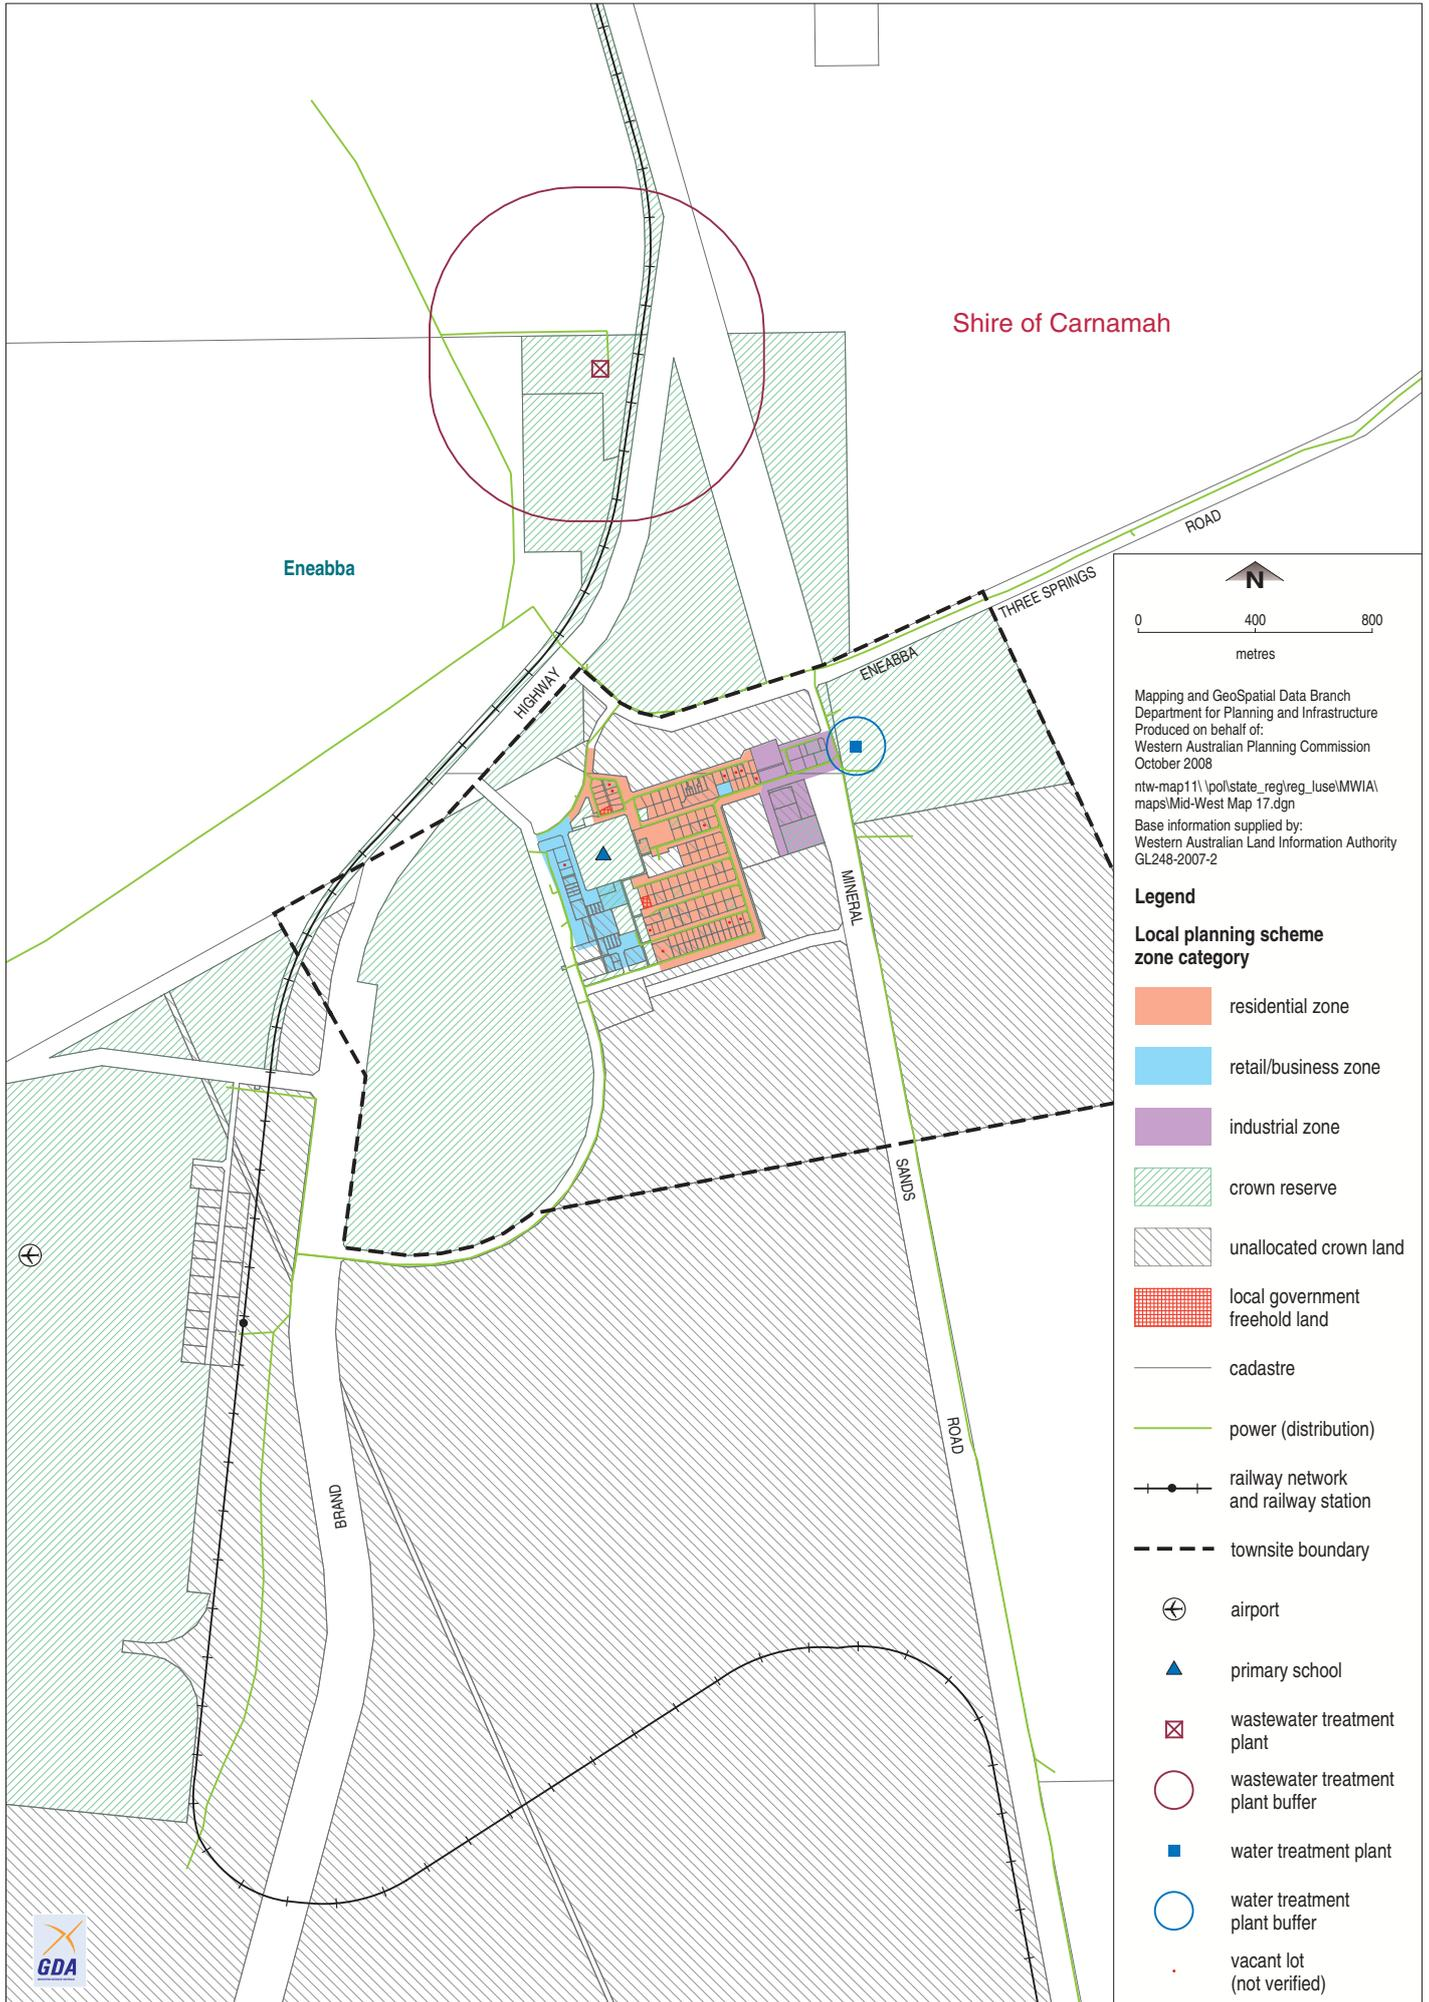 Shire of Carnamah
Eneabba
ROAD
THREE SPRINGS
ENEABBA
HIGHWAY
MINERAL
SANDS
ROAD
BRAND
N
0 400 800
metres
Mapping and GeoSpatial Data Branch
Department for Planning and Infrastructure
Produced on behalf of:
Western Australian Planning Commission
October 2008
ntw-map11\ \pol\state_reg\reg_luse\MWIA\
maps\Mid-West Map 17.dgn
Base information supplied by:
Western Australian Land Information Authority
GL248-2007-2
Legend
Local planning scheme
zone category
residential zone
retail/business zone
industrial zone
crown reserve
unallocated crown land
local government
freehold land
cadastre
power (distribution)
railway network
and railway station
townsite boundary
airport
primary school
wastewater treatment
plant
wastewater treatment
plant buffer
water treatment plant
water treatment
plant buffer
vacant lot
(not verified)
GDA